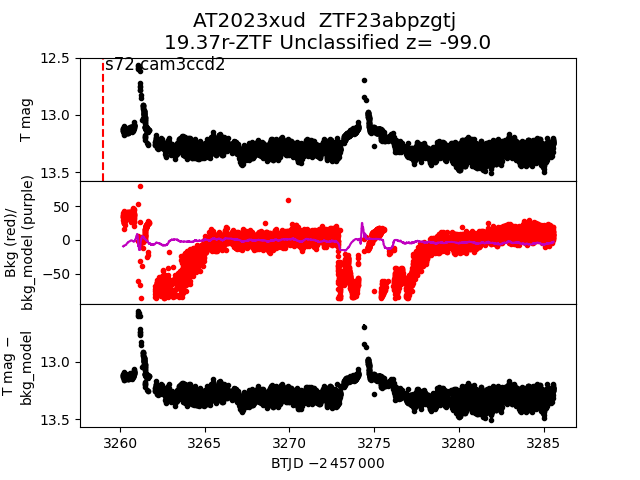 AT2023xud  ZTF23abpzgtj
19.37r-ZTF Unclassified z= -99.0
s72 cam3ccd2
12.5
13.0
13.5
T mag
50
0
−50
Bkg (red)/
bkg_model (purple)
13.0
13.5
T mag −
bkg_model
3260
3265
3270
3275
3280
3285
BTJD −2 457 000